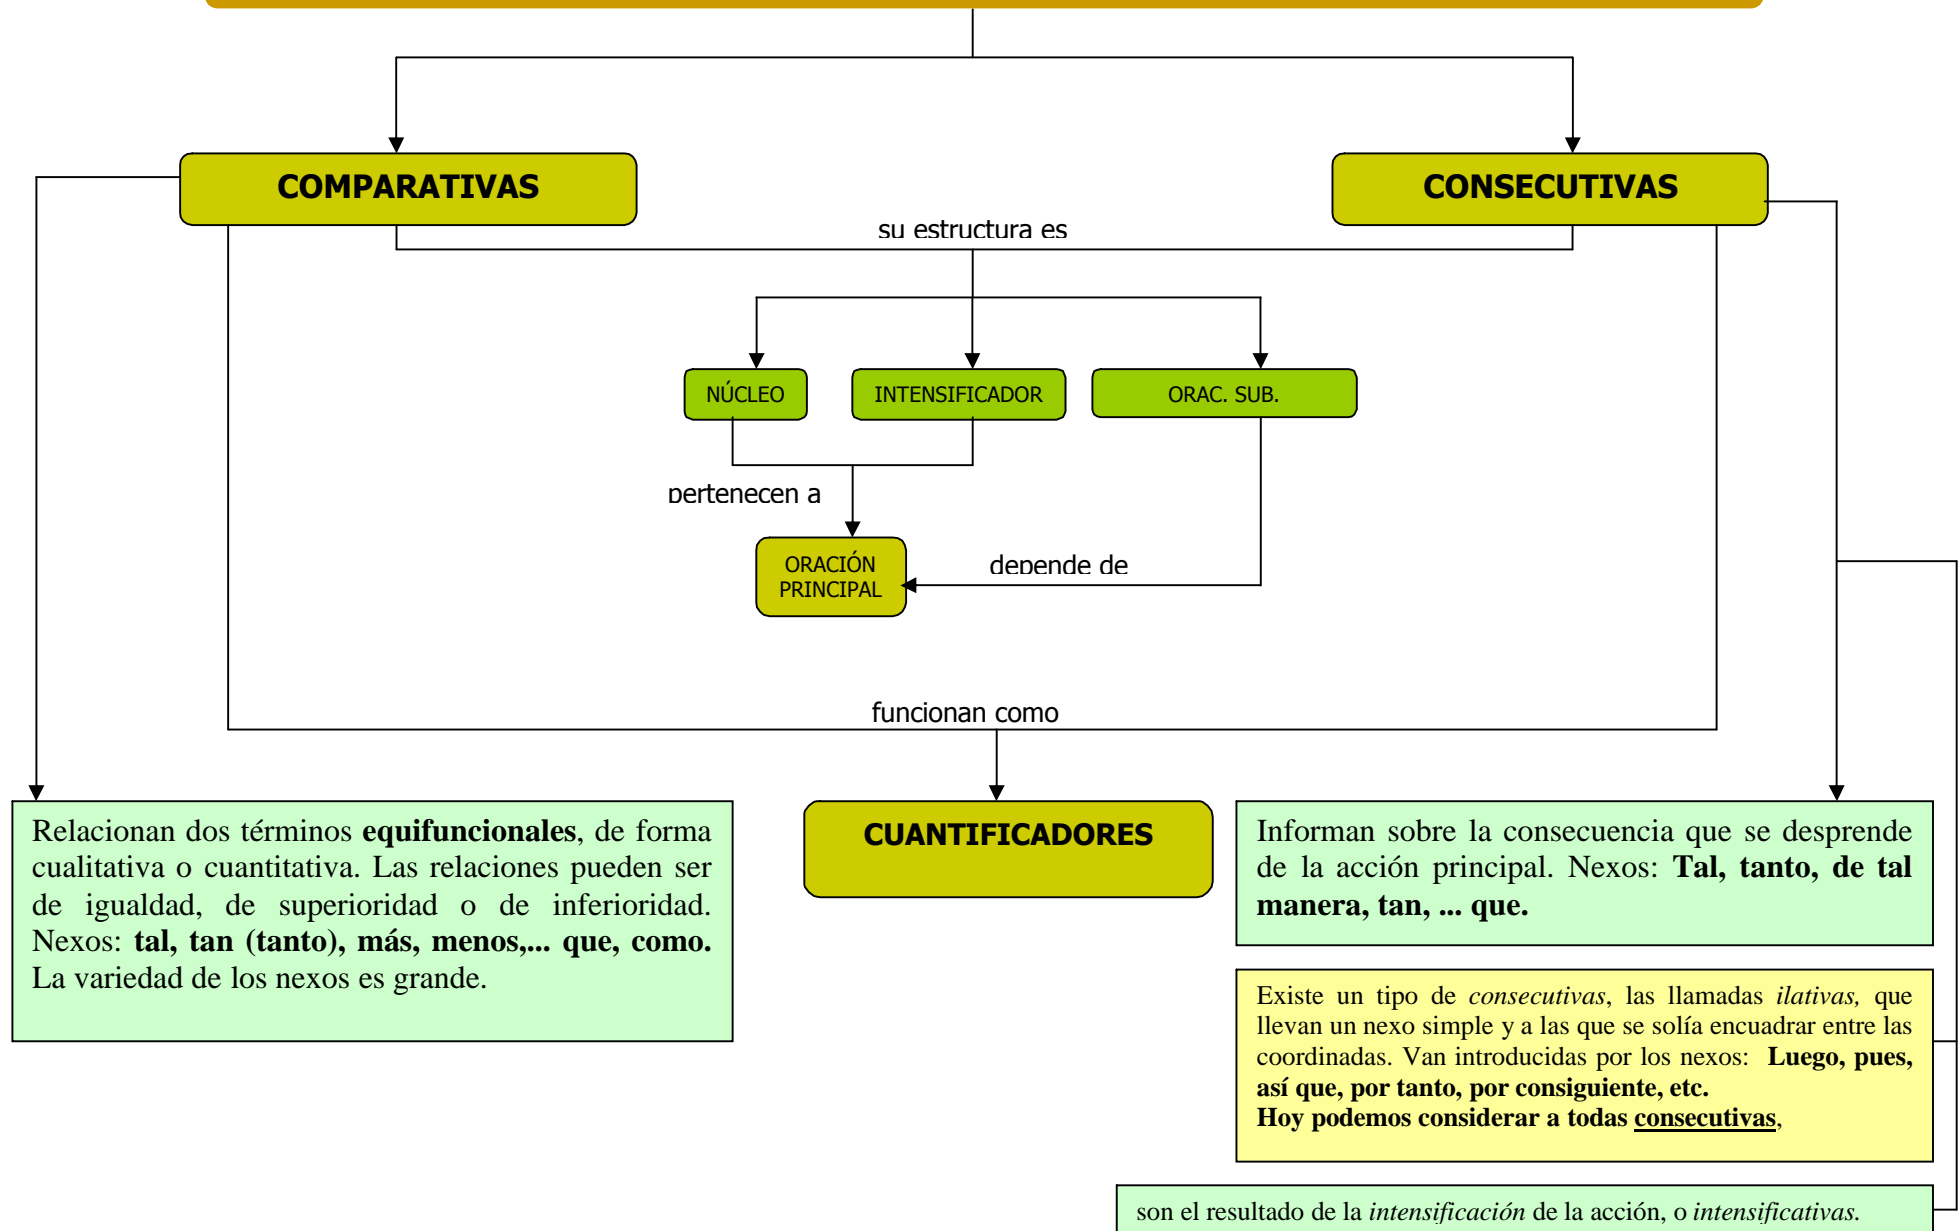 COMPARATIVAS
CONSECUTIVAS
su estructura es
NÚCLEO
INTENSIFICADOR
ORAC. SUB.
pertenecen a
ORACIÓN
PRINCIPAL
depende de
funcionan como
Relacionan dos términos equifuncionales, de forma
cualitativa o cuantitativa. Las relaciones pueden ser
de igualdad, de superioridad o de inferioridad.
Nexos: tal, tan (tanto), más, menos,... que, como.
La variedad de los nexos es grande.
CUANTIFICADORES
Informan sobre la consecuencia que se desprende
de la acción principal. Nexos: Tal, tanto, de tal
manera, tan, ... que.
Existe un tipo de consecutivas, las llamadas ilativas, que
llevan un nexo simple y a las que se solía encuadrar entre las
coordinadas. Van introducidas por los nexos: Luego, pues,
así que, por tanto, por consiguiente, etc.
Hoy podemos considerar a todas consecutivas,
son el resultado de la intensificación de la acción, o intensificativas.